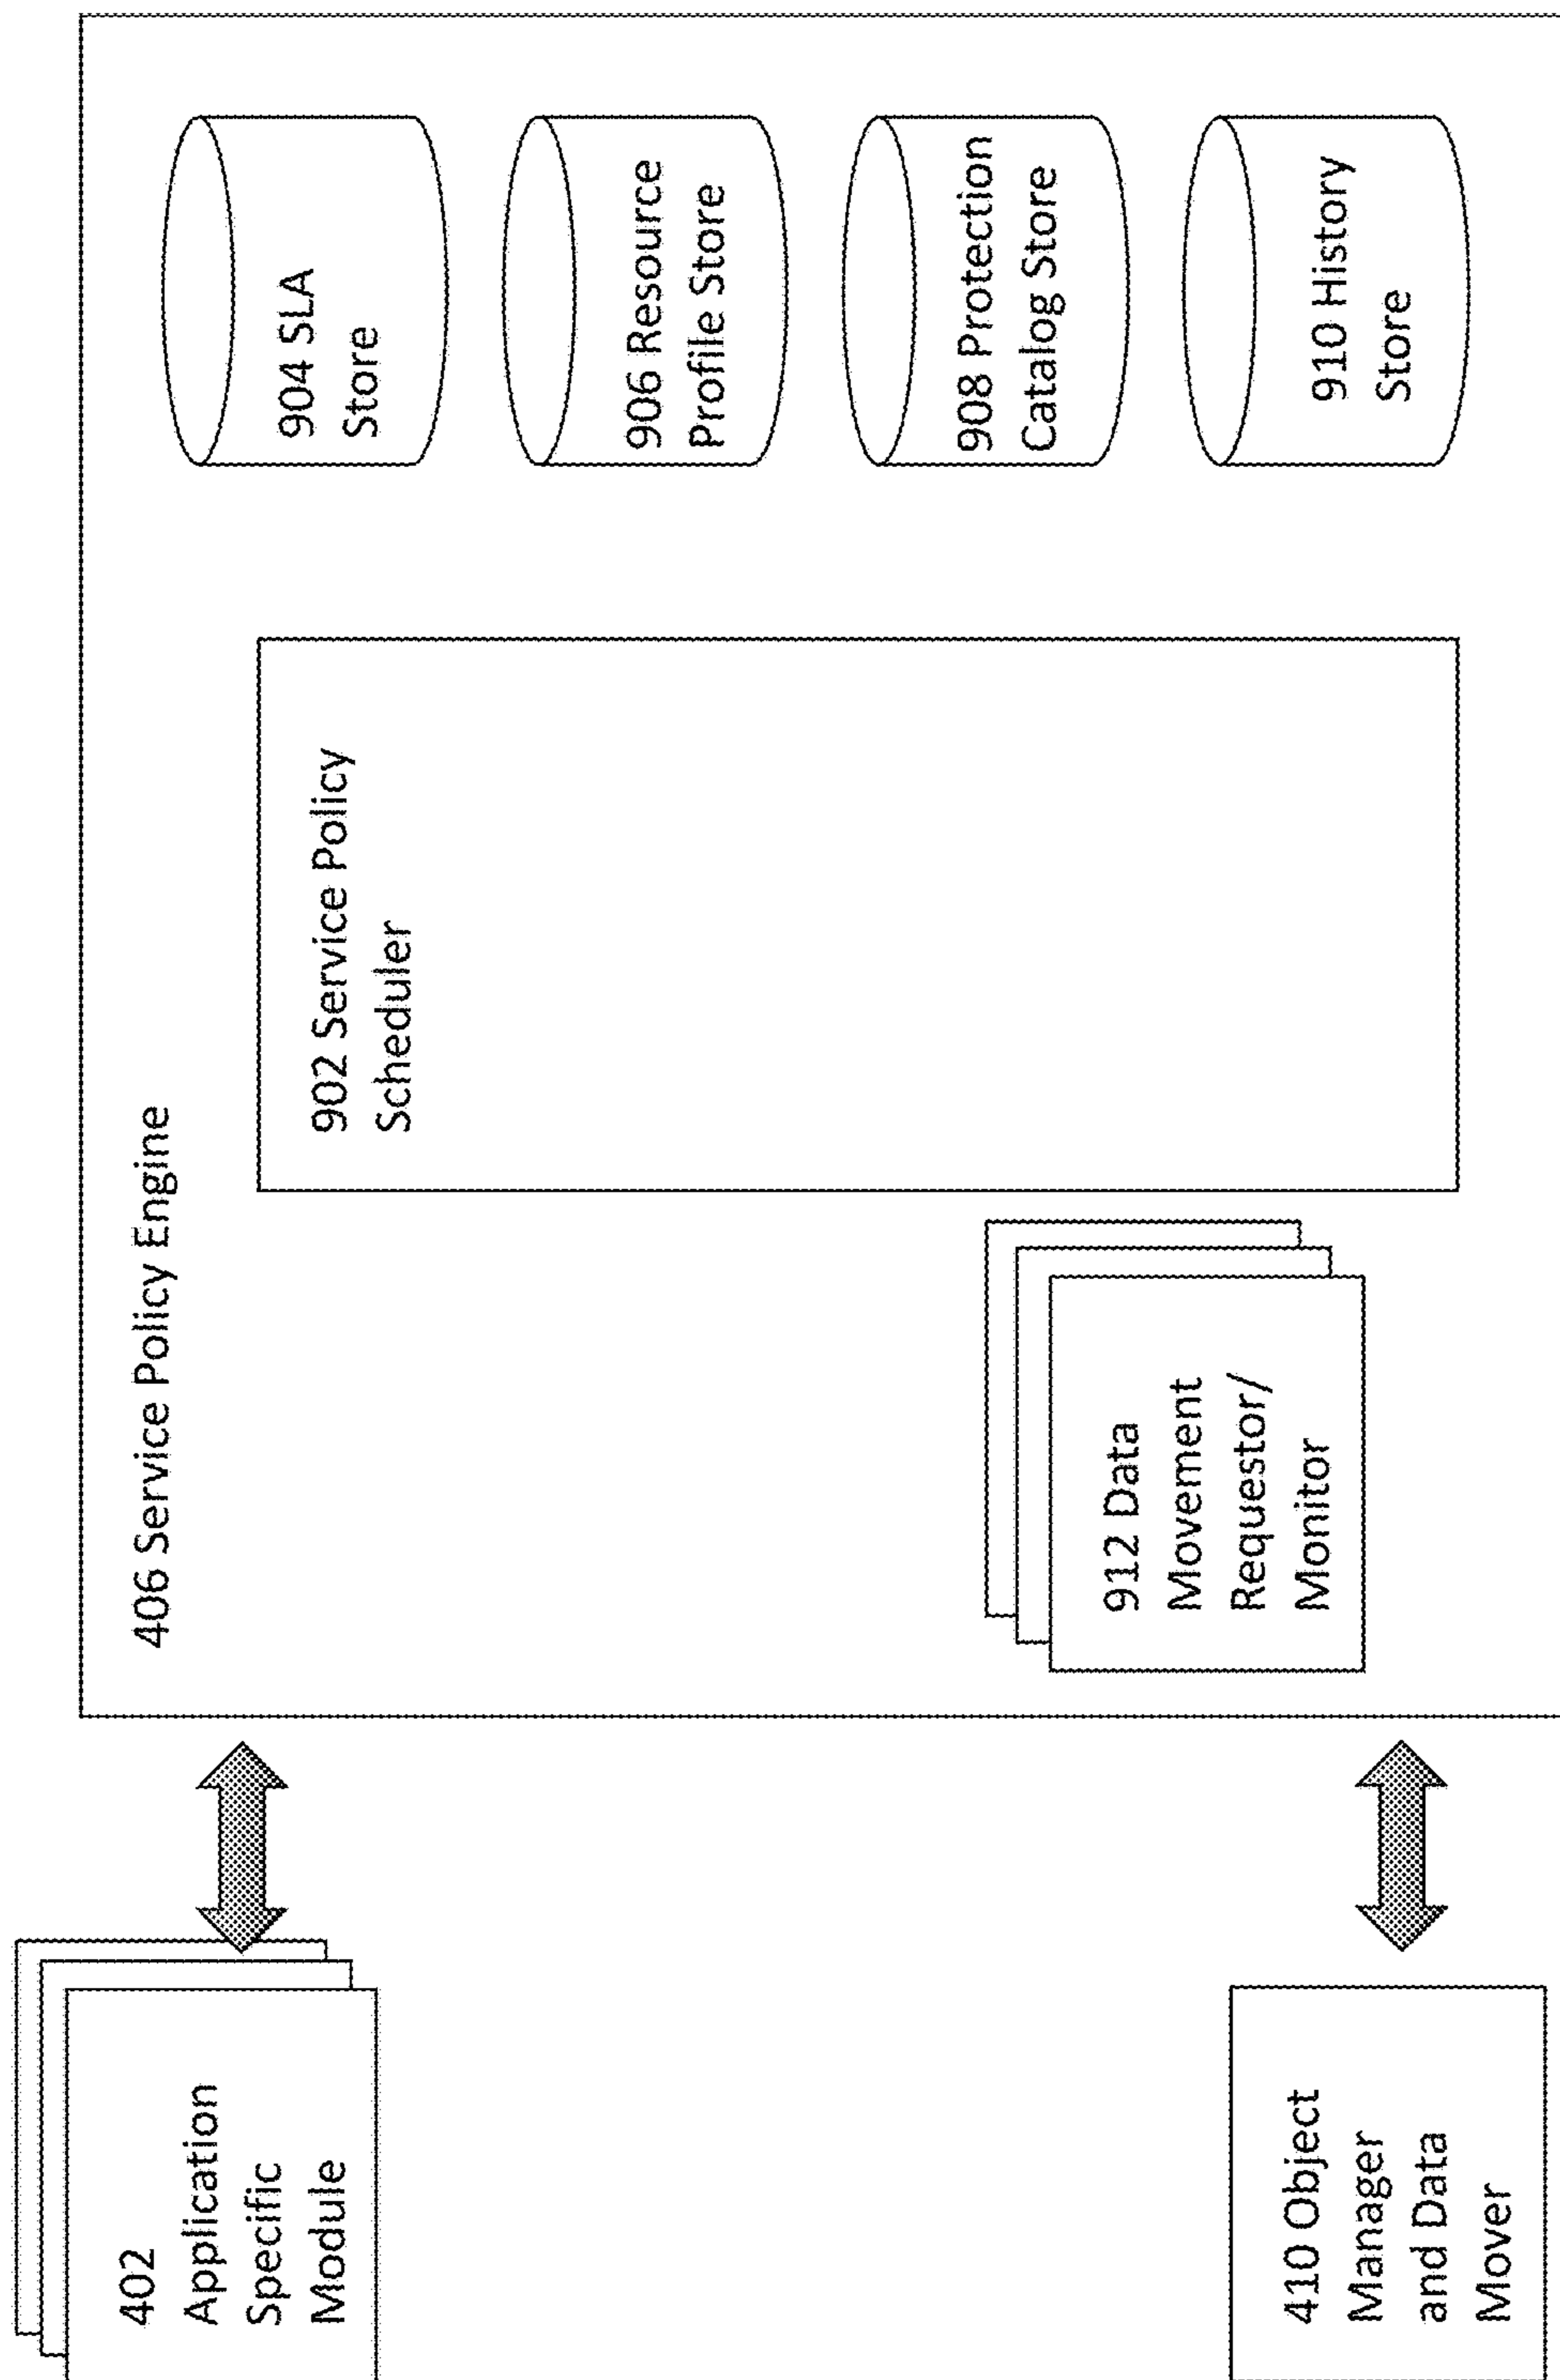 402
Application
Specific
Module
410 Object
Manager
and Data
Mover
406 Service Policy Engine
912 Data
Movement
Requestor/
Monitor
902 Service Policy
Scheduler
904 SLA
Store
906 Resource
Profile Store
908 Protection
Catalog Store
910 History
Store